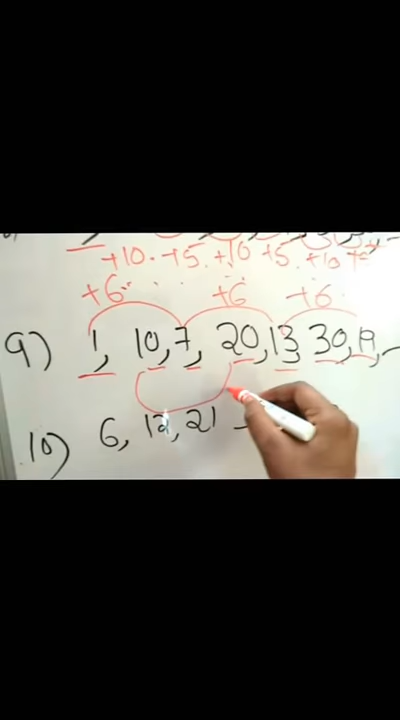 +10. +5. +10 +5. +10
+6 +6 +6
9) 1, 10, 7, 20, 13, 30, 19, -
10) 6, 12, 21 -